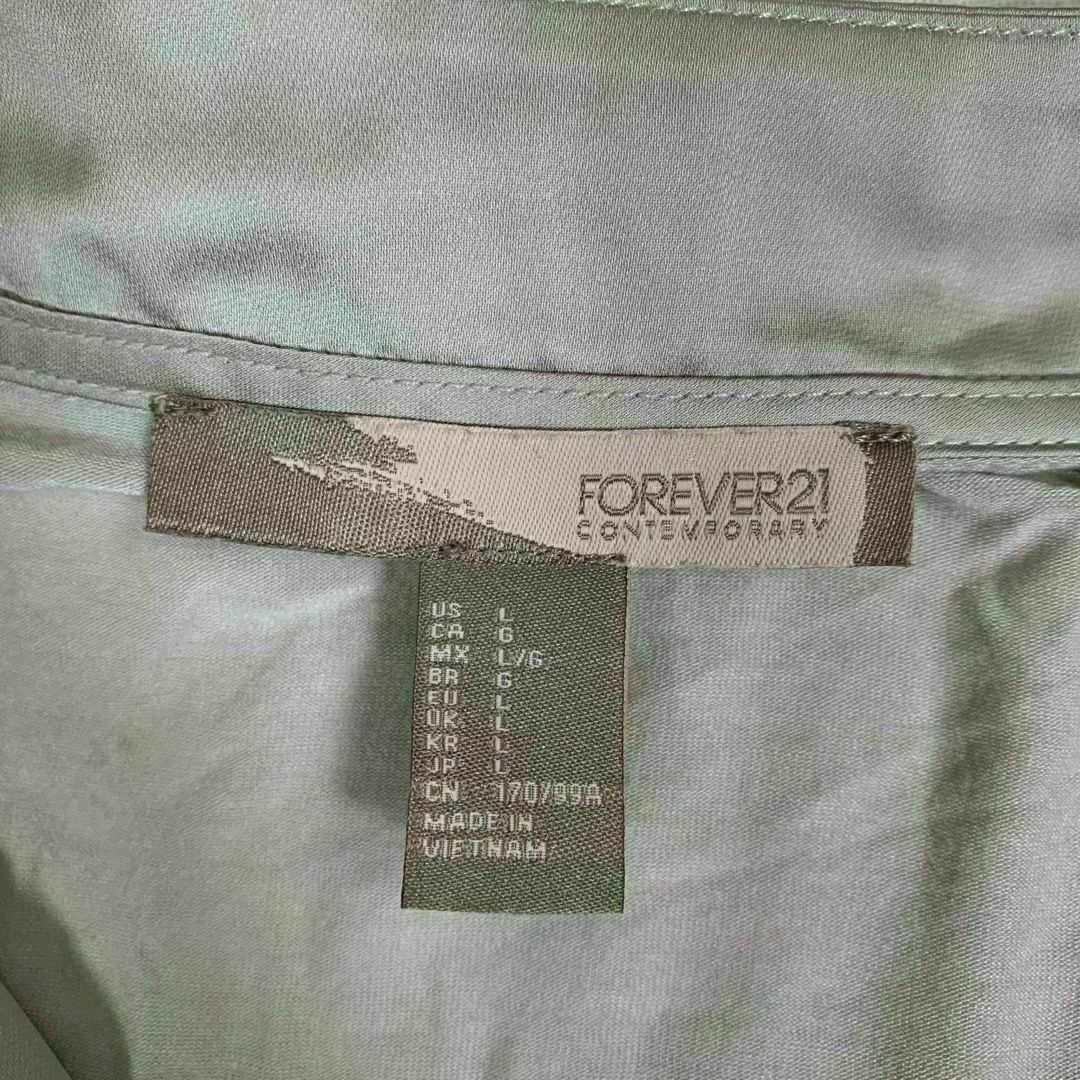 FOREVER21
CONTEMPORARY
US L
CA G
MX L/G
BR G
EU L
UK L
KR L
JP L
CN 170/99A
MADE IN
VIETNAM